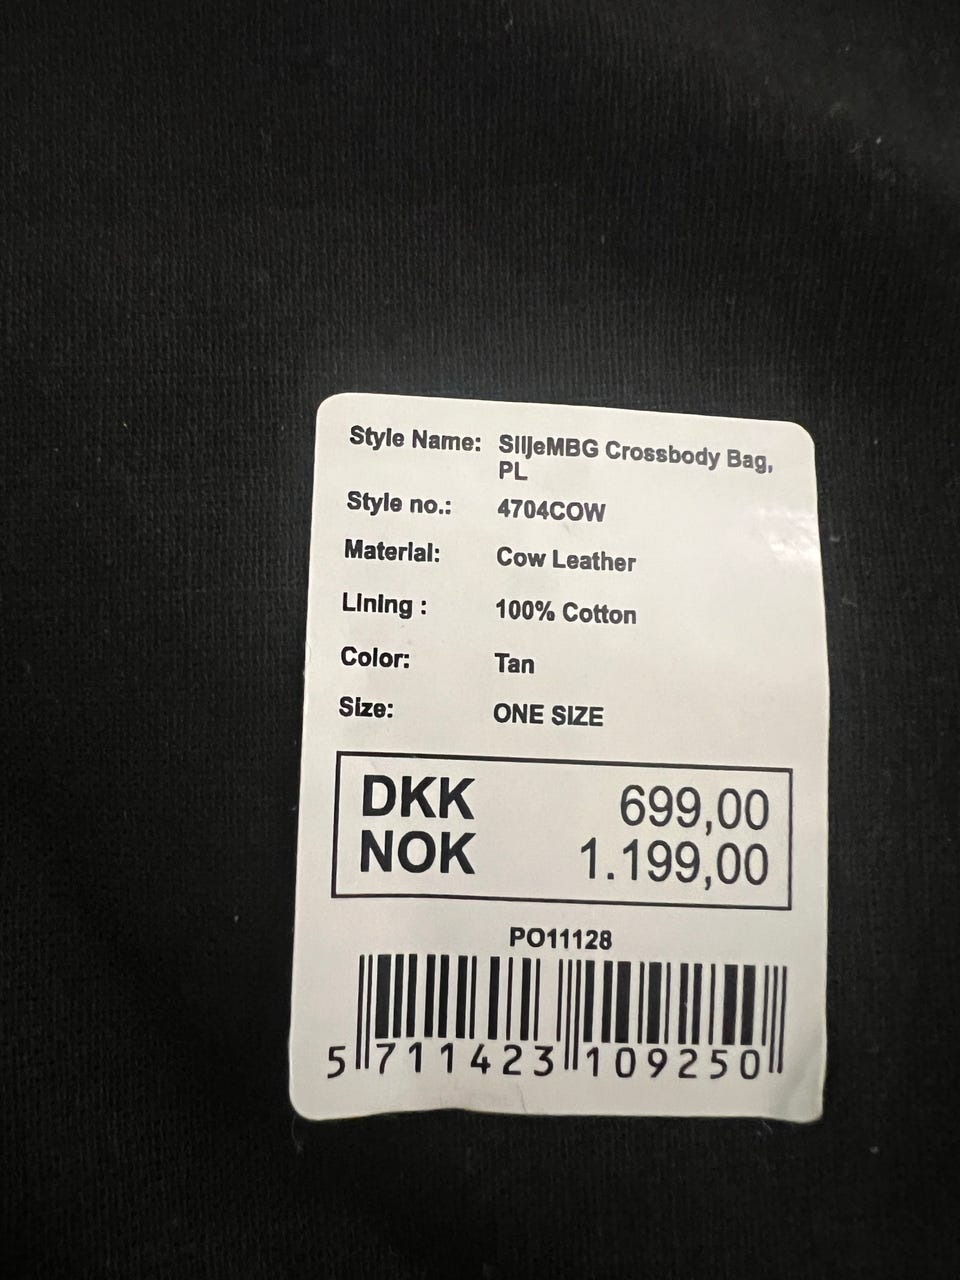 Style Name: SiljeMBG Crossbody Bag,
PL
Style no.: 4704COW
Material: Cow Leather
Lining : 100% Cotton
Color: Tan
Size: ONE SIZE
DKK 699,00
NOK 1.199,00
PO11128
5 711423 109250